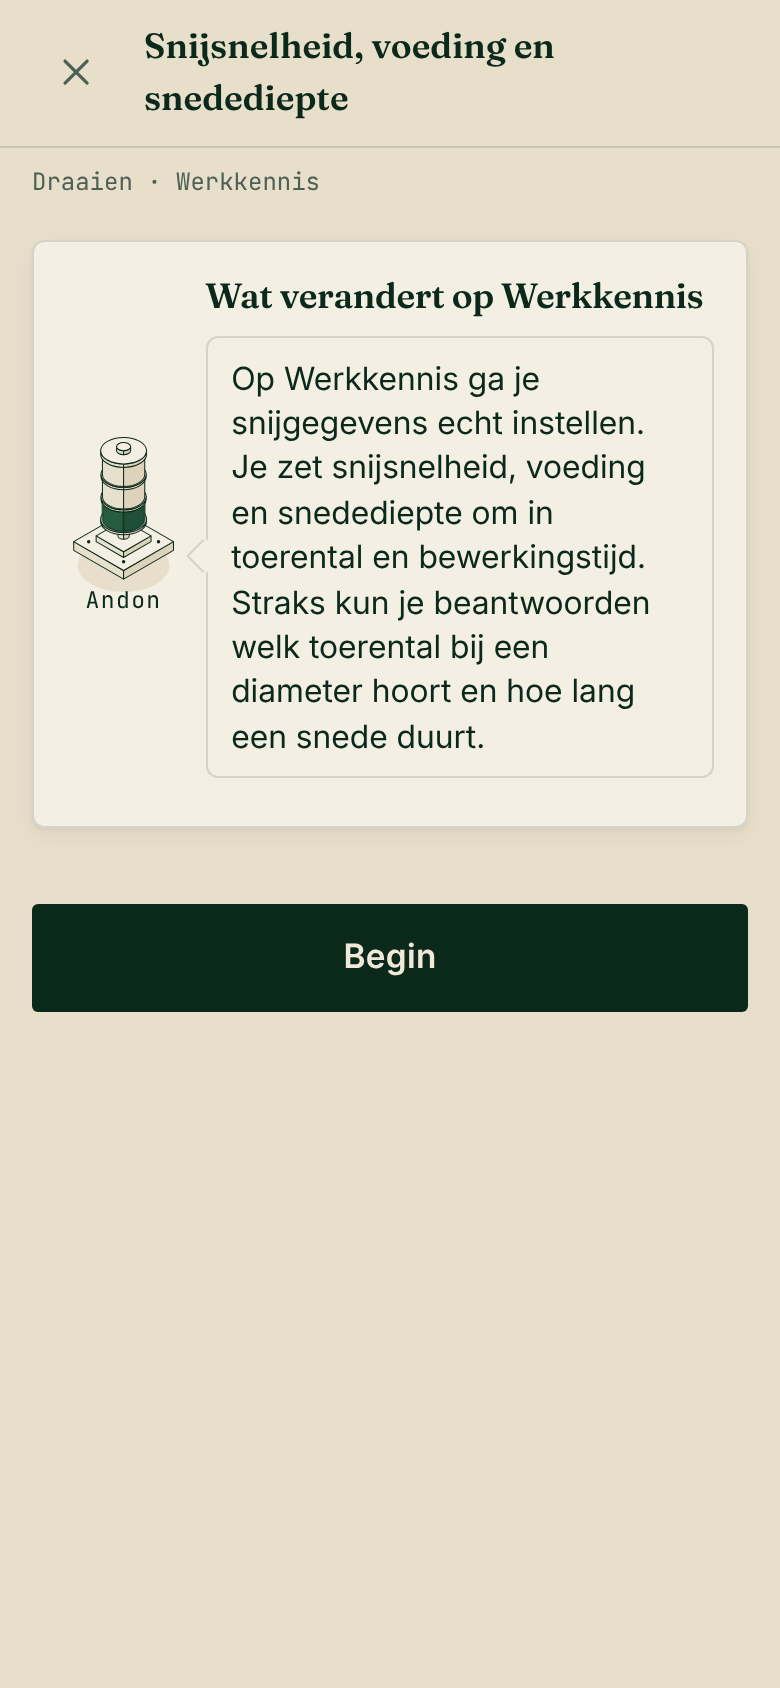 Snijsnelheid, voeding en
snedediepte
Draaien · Werkkennis
Wat verandert op Werkkennis
Op Werkkennis ga je
snijgegevens echt instellen.
Je zet snijsnelheid, voeding
en snedediepte om in
toerental en bewerkingstijd.
Straks kun je beantwoorden
welk toerental bij een
diameter hoort en hoe lang
een snede duurt.
Andon
Begin